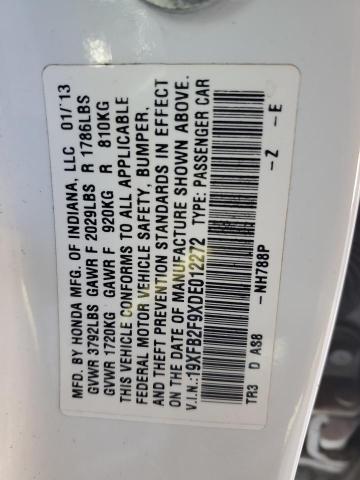 MFD. BY HONDA MFG. OF INDIANA, LLC 01/13
GVWR 3792LBS GAWR F 2029LBS R 1786LBS
GVWR 1720KG GAWR F 920KG R 810KG
THIS VEHICLE CONFORMS TO ALL APPLICABLE
FEDERAL MOTOR VEHICLE SAFETY, BUMPER,
AND THEFT PREVENTION STANDARDS IN EFFECT
ON THE DATE OF MANUFACTURE SHOWN ABOVE.
V.I.N.:19XFB2F9XDE012272 TYPE: PASSENGER CAR
-NH788P -Z -E
TR3 D AS8